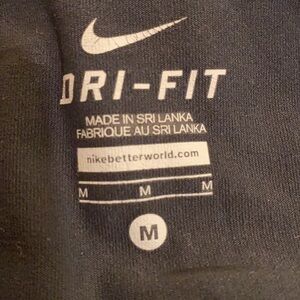 DRI-FIT
MADE IN SRI LANKA
FABRIQUE AU SRI LANKA
nikebetterworld.com
M M M
M